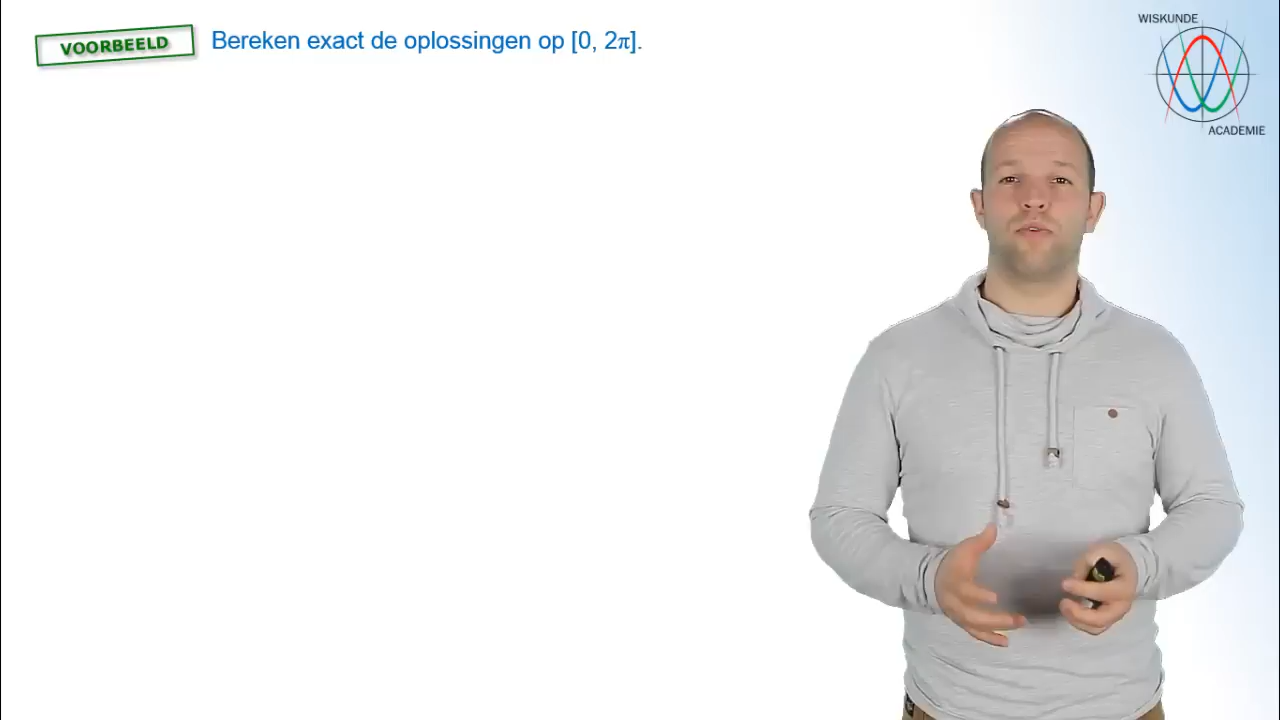 VOORBEELD Bereken exact de oplossingen op [0, 2π].
WISKUNDE
ACADEMIE